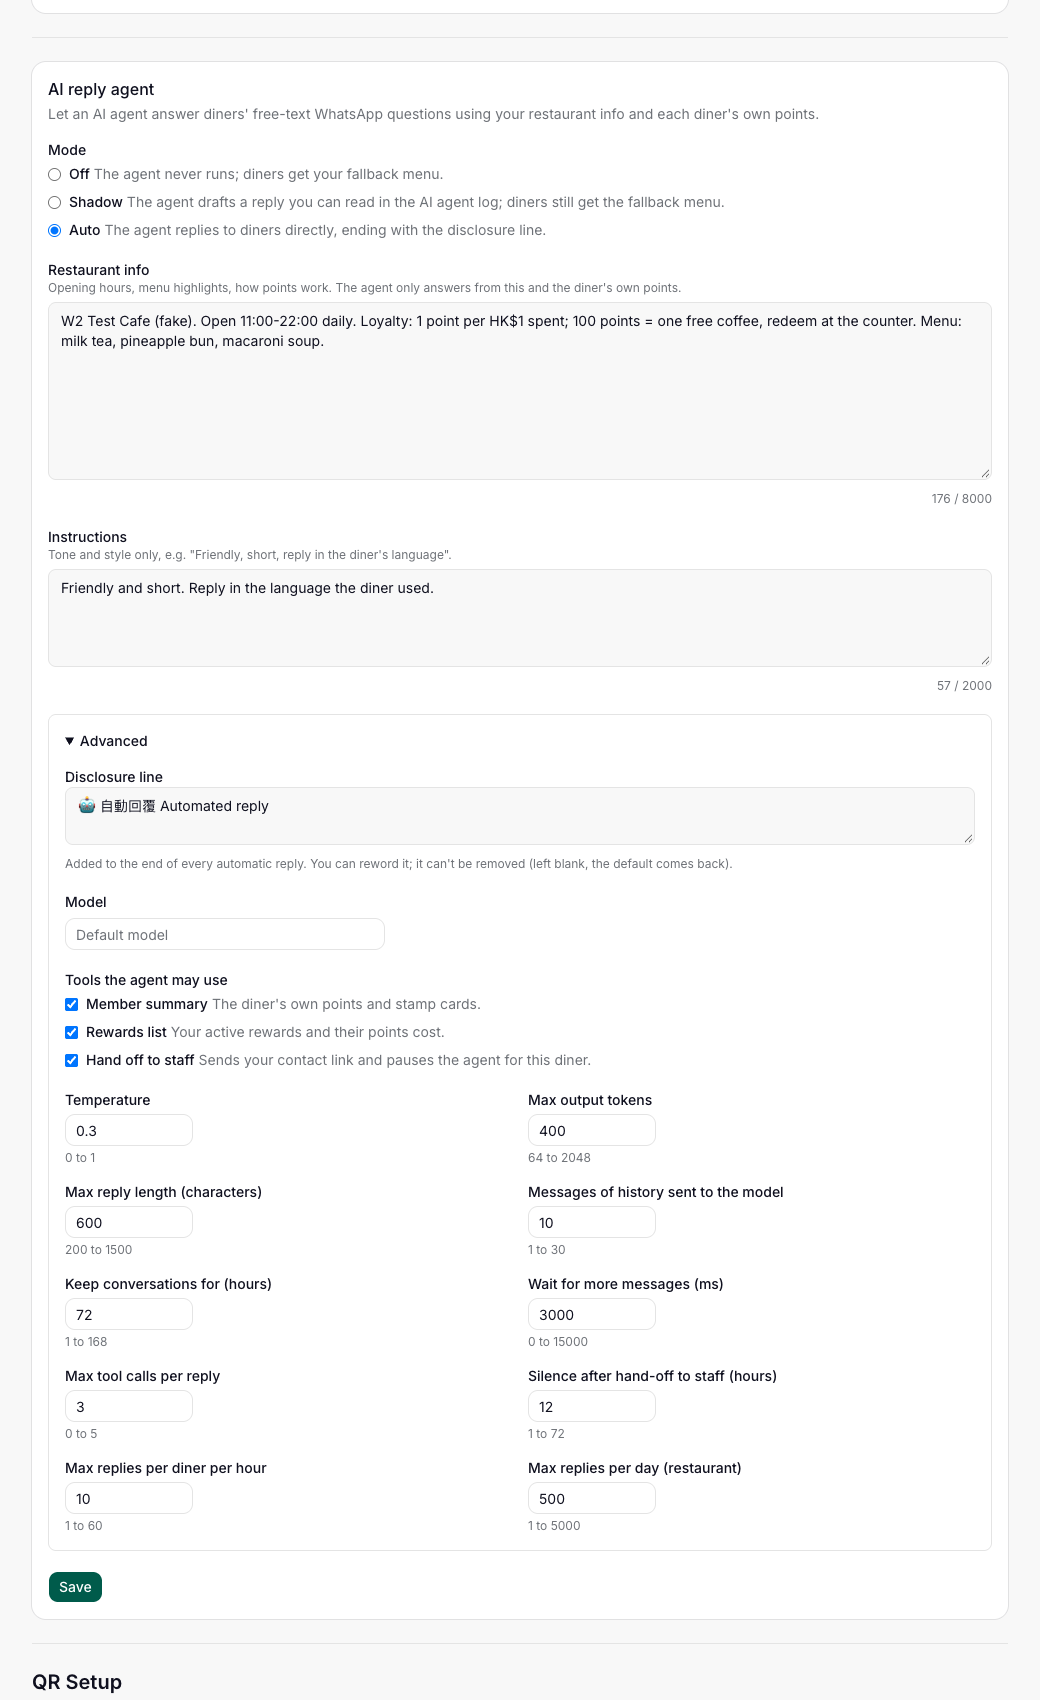 AI reply agent
Let an AI agent answer diners' free-text WhatsApp questions using your restaurant info and each diner's own points.
Mode
Off The agent never runs; diners get your fallback menu.
Shadow The agent drafts a reply you can read in the AI agent log; diners still get the fallback menu.
Auto The agent replies to diners directly, ending with the disclosure line.
Restaurant info
Opening hours, menu highlights, how points work. The agent only answers from this and the diner's own points.
W2 Test Cafe (fake). Open 11:00-22:00 daily. Loyalty: 1 point per HK$1 spent; 100 points = one free coffee, redeem at the counter. Menu:
milk tea, pineapple bun, macaroni soup.
176 / 8000
Instructions
Tone and style only, e.g. "Friendly, short, reply in the diner's language".
Friendly and short. Reply in the language the diner used.
57 / 2000
▼ Advanced
Disclosure line
🤖 自動回覆 Automated reply
Added to the end of every automatic reply. You can reword it; it can't be removed (left blank, the default comes back).
Model
Default model
Tools the agent may use
Member summary The diner's own points and stamp cards.
Rewards list Your active rewards and their points cost.
Hand off to staff Sends your contact link and pauses the agent for this diner.
Temperature
0.3
0 to 1
Max output tokens
400
64 to 2048
Max reply length (characters)
600
200 to 1500
Messages of history sent to the model
10
1 to 30
Keep conversations for (hours)
72
1 to 168
Wait for more messages (ms)
3000
0 to 15000
Max tool calls per reply
3
0 to 5
Silence after hand-off to staff (hours)
12
1 to 72
Max replies per diner per hour
10
1 to 60
Max replies per day (restaurant)
500
1 to 5000
Save
QR Setup